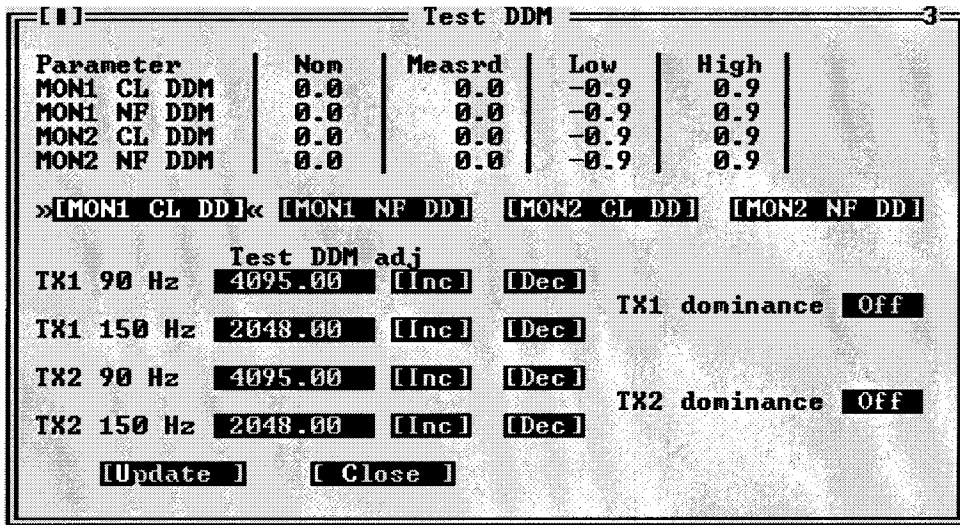 [▮] Test DDM 3
Parameter | Nom | Measrd | Low | High |
MON1 CL DDM | 0.0 | 0.0 | -0.9 | 0.9 |
MON1 NF DDM | 0.0 | 0.0 | -0.9 | 0.9 |
MON2 CL DDM | 0.0 | 0.0 | -0.9 | 0.9 |
MON2 NF DDM | 0.0 | 0.0 | -0.9 | 0.9 |
»[MON1 CL DD]« [MON1 NF DD] [MON2 CL DD] [MON2 NF DD]
Test DDM adj
TX1 90 Hz 4095.00 [Inc] [Dec]
TX1 dominance Off
TX1 150 Hz 2048.00 [Inc] [Dec]
TX2 90 Hz 4095.00 [Inc] [Dec]
TX2 dominance Off
TX2 150 Hz 2048.00 [Inc] [Dec]
[Update ] [ Close ]